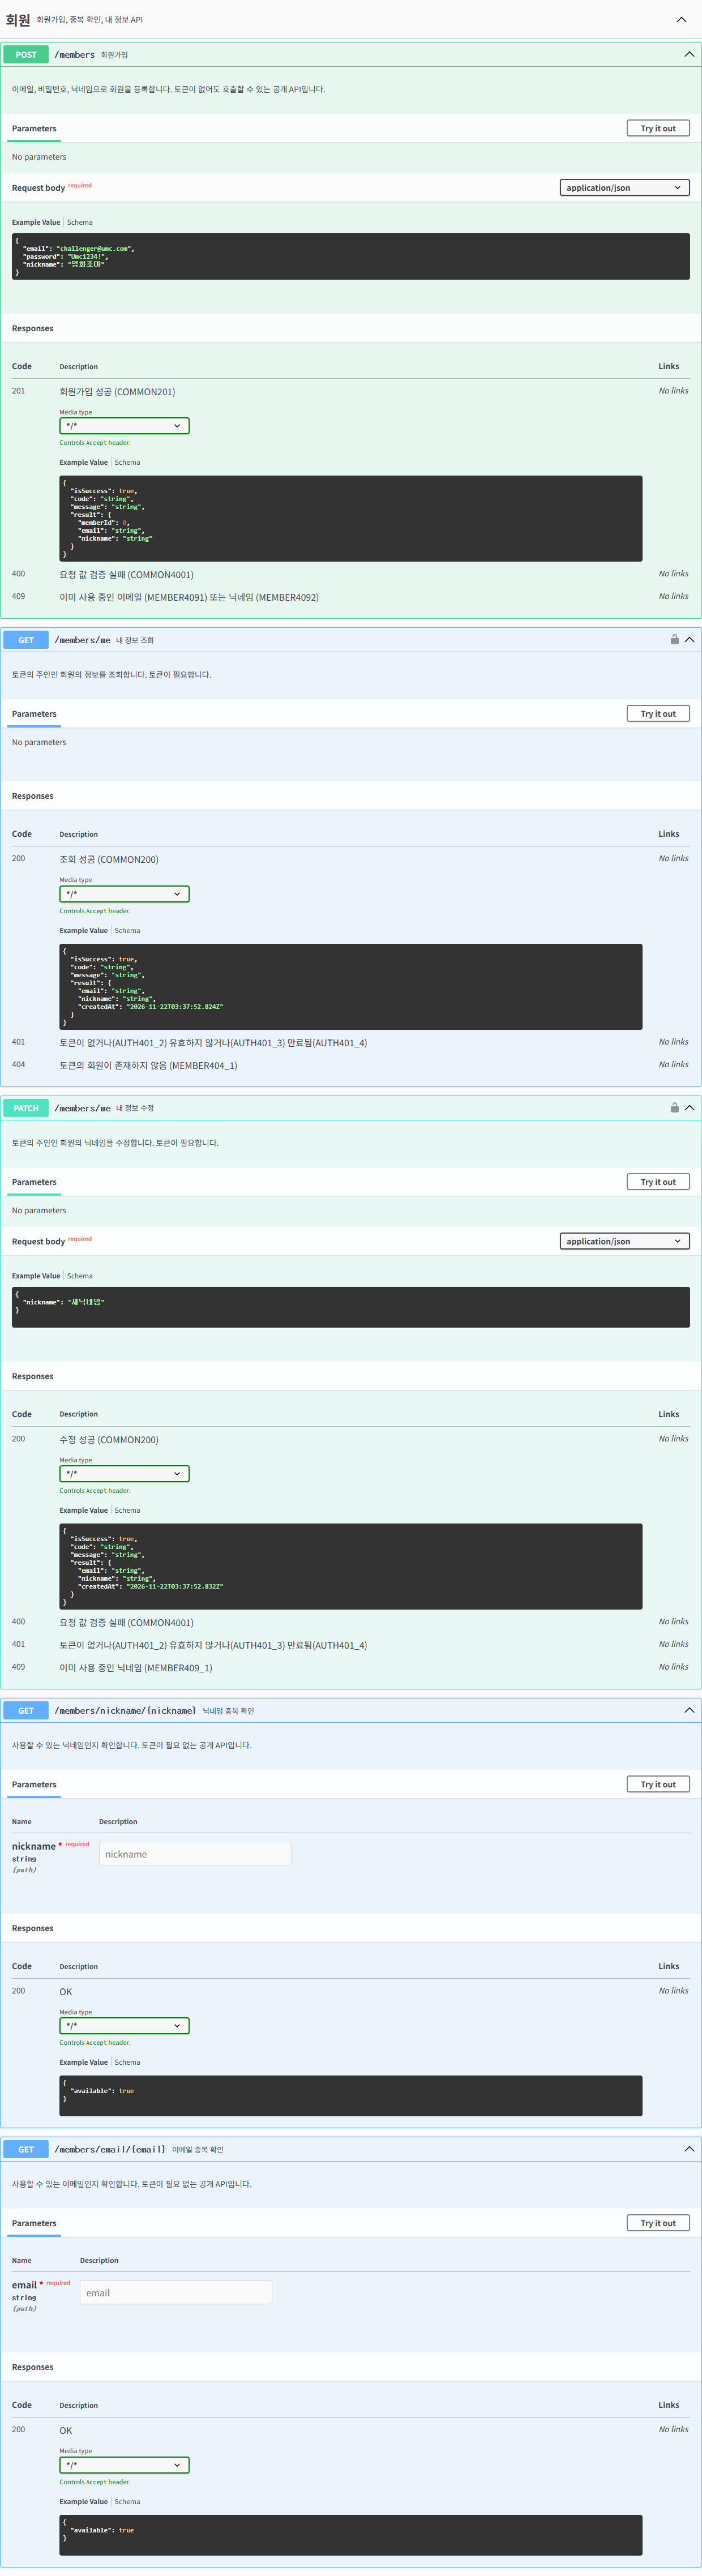 회원 회원가입, 중복 확인, 내 정보 API
POST /members 회원가입
이메일, 비밀번호, 닉네임으로 회원을 등록합니다. 토큰이 없어도 호출할 수 있는 공개 API입니다.
Parameters Try it out
No parameters
Request body required application/json
Example Value Schema
{
"email": "challenger@umc.com",
"password": "Umc1234!",
"nickname": "명화조아"
}
Responses
Code Description Links
201 회원가입 성공 (COMMON201) No links
Media type
*/*
Controls Accept header.
Example Value Schema
{
"isSuccess": true,
"code": "string",
"message": "string",
"result": {
"memberId": 0,
"email": "string",
"nickname": "string"
}
}
400 요청 값 검증 실패 (COMMON4001) No links
409 이미 사용 중인 이메일 (MEMBER4091) 또는 닉네임 (MEMBER4092) No links
GET /members/me 내 정보 조회
토큰의 주인인 회원의 정보를 조회합니다. 토큰이 필요합니다.
Parameters Try it out
No parameters
Responses
Code Description Links
200 조회 성공 (COMMON200) No links
Media type
*/*
Controls Accept header.
Example Value Schema
{
"isSuccess": true,
"code": "string",
"message": "string",
"result": {
"email": "string",
"nickname": "string",
"createdAt": "2026-11-22T03:37:52.824Z"
}
}
401 토큰이 없거나(AUTH401_2) 유효하지 않거나(AUTH401_3) 만료됨(AUTH401_4) No links
404 토큰의 회원이 존재하지 않음 (MEMBER404_1) No links
PATCH /members/me 내 정보 수정
토큰의 주인인 회원의 닉네임을 수정합니다. 토큰이 필요합니다.
Parameters Try it out
No parameters
Request body required application/json
Example Value Schema
{
"nickname": "새닉네임"
}
Responses
Code Description Links
200 수정 성공 (COMMON200) No links
Media type
*/*
Controls Accept header.
Example Value Schema
{
"isSuccess": true,
"code": "string",
"message": "string",
"result": {
"email": "string",
"nickname": "string",
"createdAt": "2026-11-22T03:37:52.832Z"
}
}
400 요청 값 검증 실패 (COMMON4001) No links
401 토큰이 없거나(AUTH401_2) 유효하지 않거나(AUTH401_3) 만료됨(AUTH401_4) No links
409 이미 사용 중인 닉네임 (MEMBER409_1) No links
GET /members/nickname/{nickname} 닉네임 중복 확인
사용할 수 있는 닉네임인지 확인합니다. 토큰이 필요 없는 공개 API입니다.
Parameters Try it out
Name Description
nickname * required nickname
string
(path)
Responses
Code Description Links
200 OK No links
Media type
*/*
Controls Accept header.
Example Value Schema
{
"available": true
}
GET /members/email/{email} 이메일 중복 확인
사용할 수 있는 이메일인지 확인합니다. 토큰이 필요 없는 공개 API입니다.
Parameters Try it out
Name Description
email * required email
string
(path)
Responses
Code Description Links
200 OK No links
Media type
*/*
Controls Accept header.
Example Value Schema
{
"available": true
}